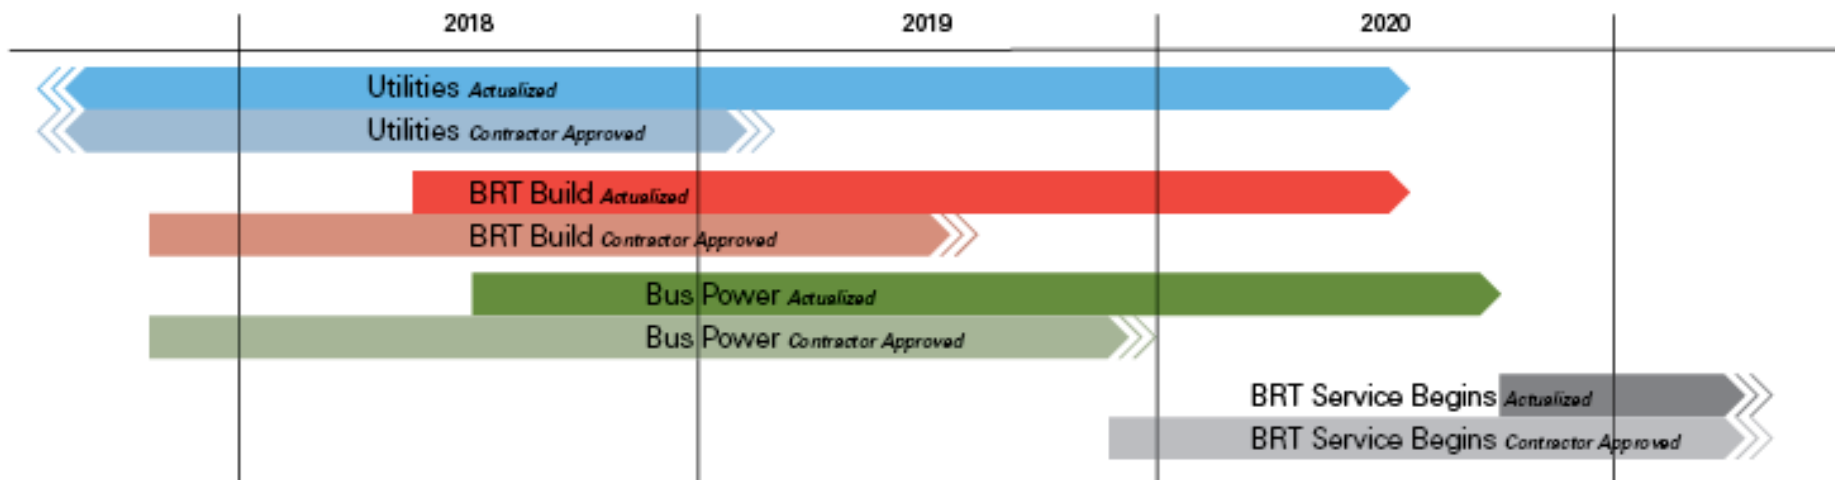 2018 2019 2020
Utilities Actualized
Utilities Contractor Approved
BRT Build Actualized
BRT Build Contractor Approved
Bus Power Actualized
Bus Power Contractor Approved
BRT Service Begins Actualized
BRT Service Begins Contractor Approved